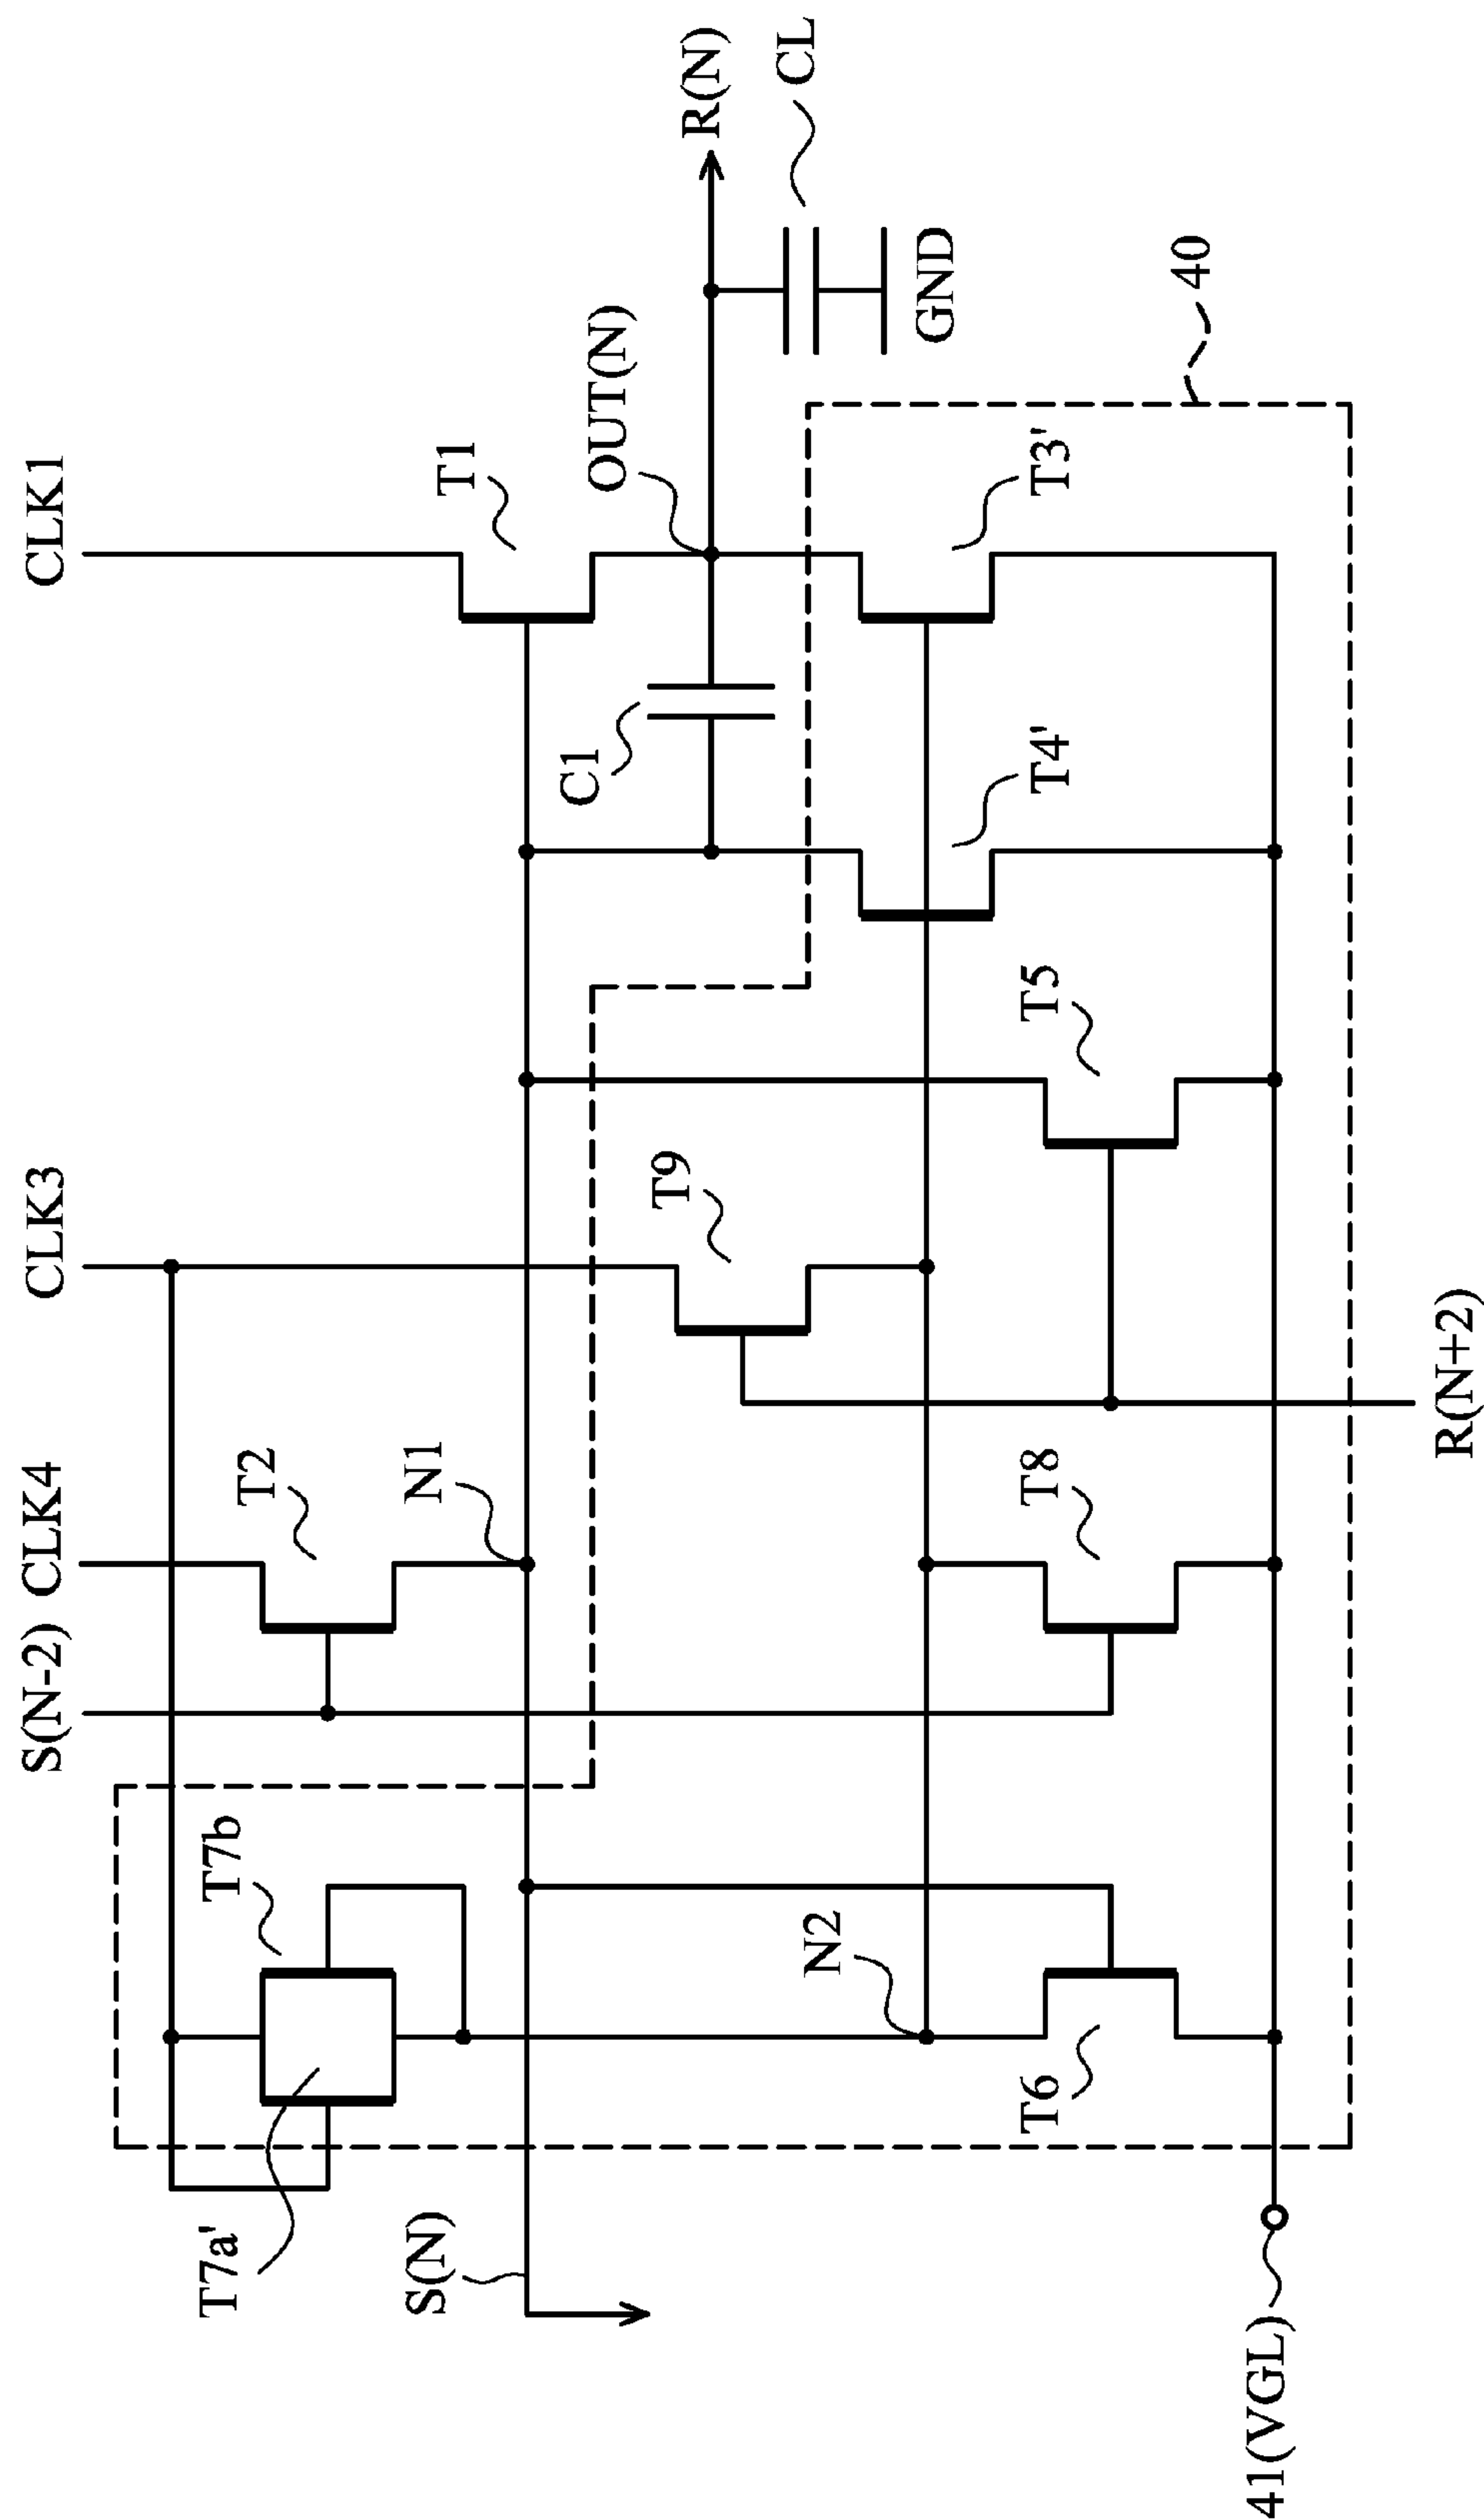 S(N-2)
CLK4
CLK3
CLK1
T7a'
T7b
T2
T1
S(N)
N1
C1
OUT(N)
T9
R(N)
CL
N2
T6
T8
T5
T4'
T3'
GND
40
41(VGL)
R(N+2)